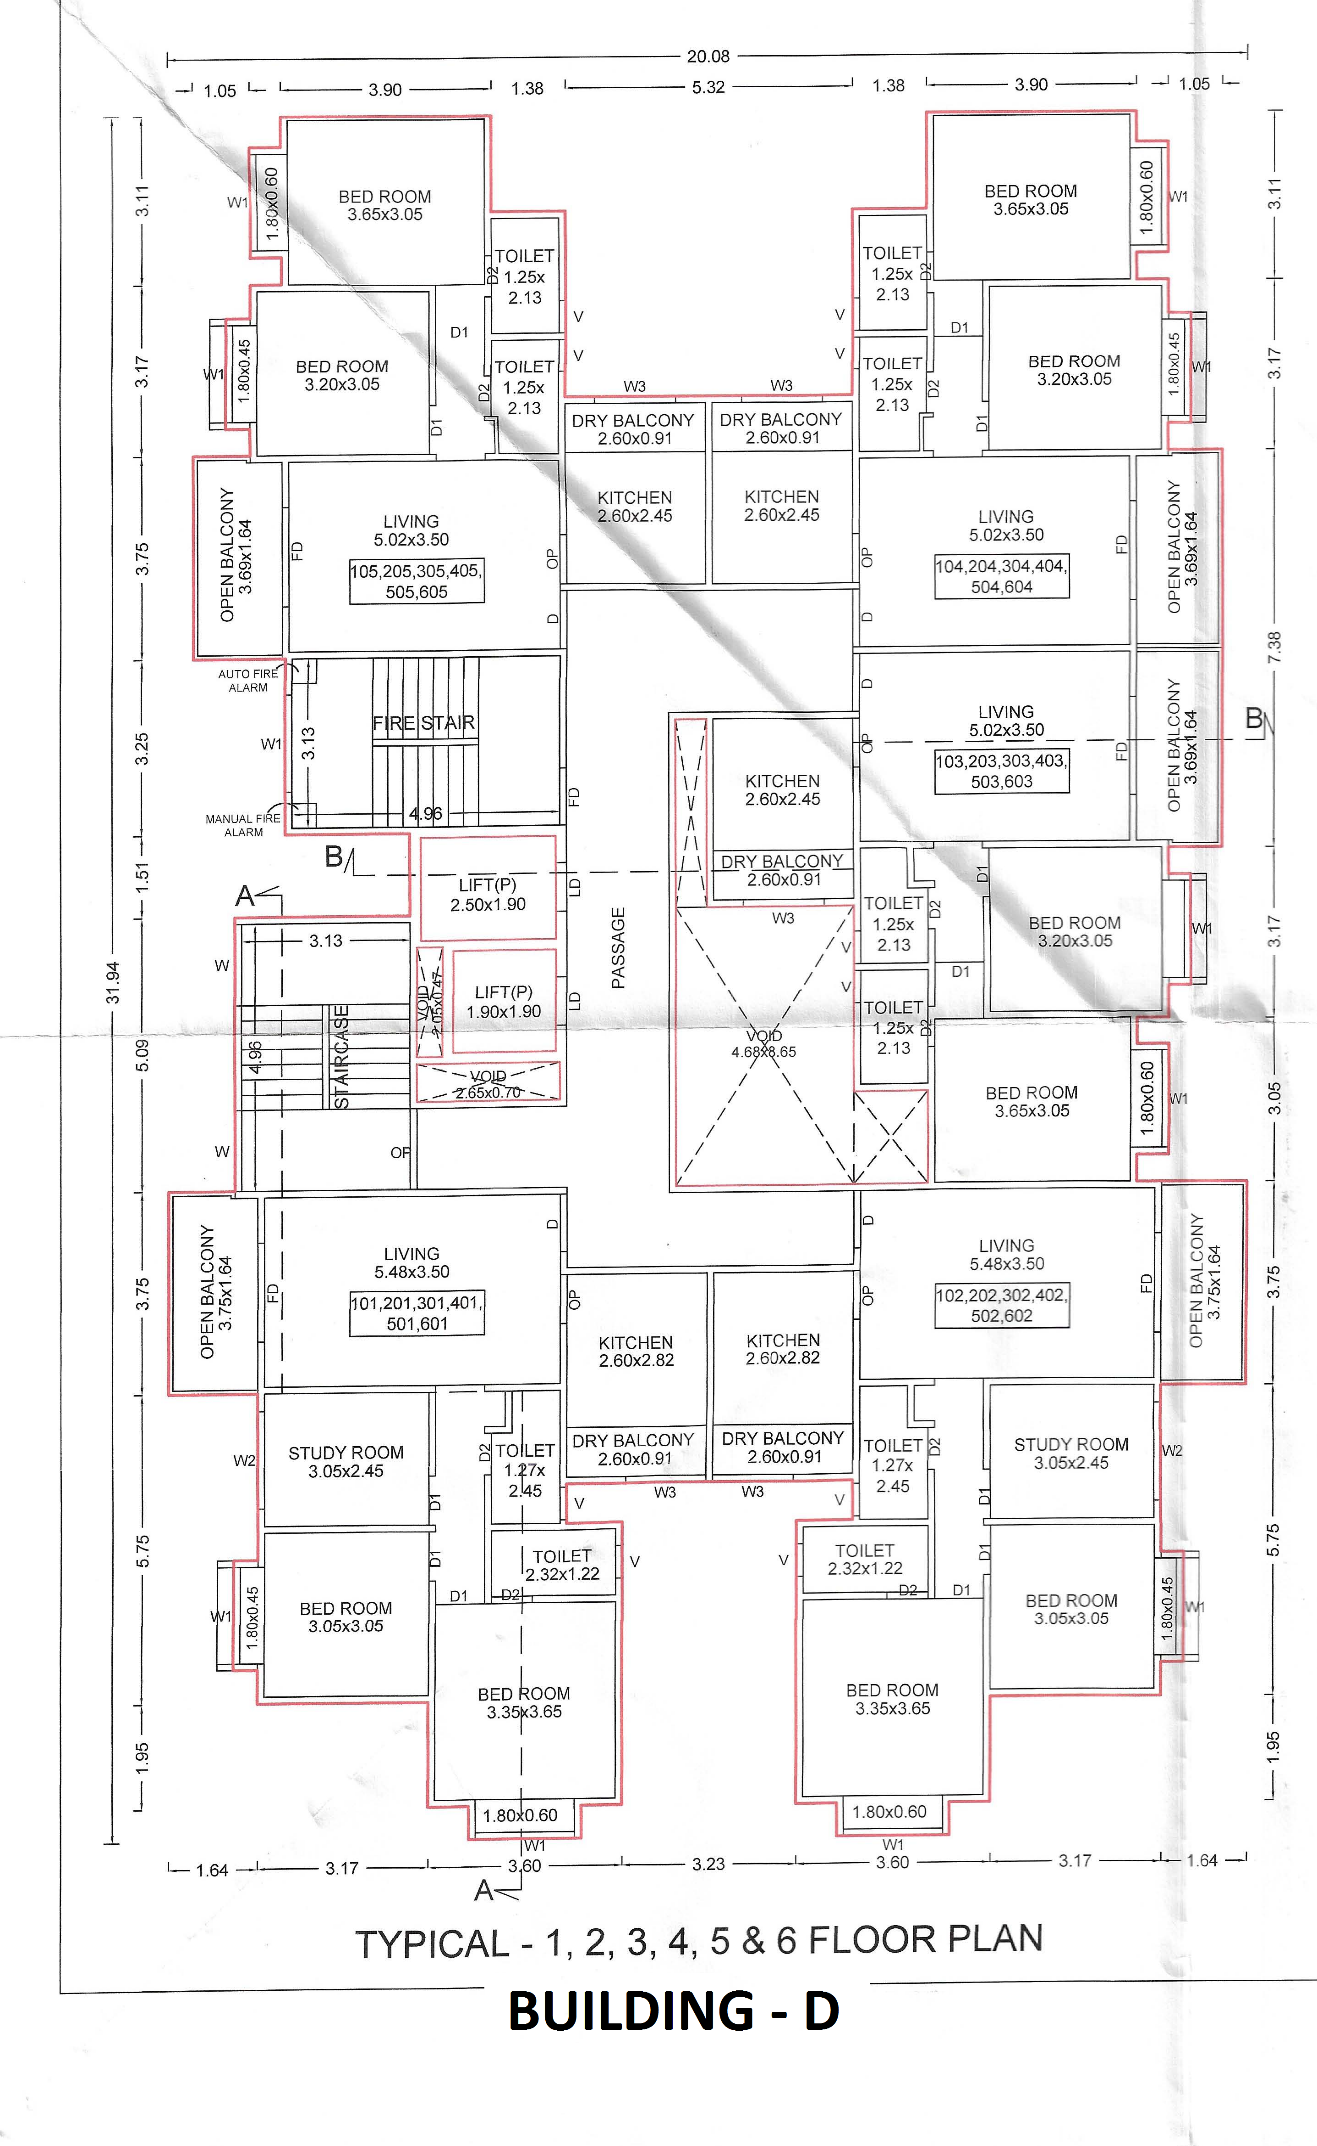 20.08
1.05 3.90 1.38 5.32 1.38 3.90 1.05
3.11
3.17
3.75
3.25
1.51
5.09
3.75
5.75
1.95
31.94
3.11
3.17
7.38
3.17
3.05
3.75
5.75
1.95
W1
1.80x0.60
BED ROOM
3.65x3.05
TOILET
1.25x
2.13
D2
V
BED ROOM
3.65x3.05
1.80x0.60
W1
TOILET
1.25x
2.13
D2
V
W1
1.80x0.45
BED ROOM
3.20x3.05
D1
D1
D2
TOILET
1.25x
2.13
V
W3
W3
V
TOILET
1.25x
2.13
D2
D1
D1
BED ROOM
3.20x3.05
1.80x0.45
W1
DRY BALCONY
2.60x0.91
DRY BALCONY
2.60x0.91
KITCHEN
2.60x2.45
KITCHEN
2.60x2.45
OPEN BALCONY
3.69x1.64
FD
LIVING
5.02x3.50
105,205,305,405,
505,605
OP
D
OP
D
LIVING
5.02x3.50
104,204,304,404,
504,604
FD
OPEN BALCONY
3.69x1.64
AUTO FIRE
ALARM
W1
MANUAL FIRE
ALARM
3.13
FIRE STAIR
4.96
FD
D
OP
LIVING
5.02x3.50
103,203,303,403,
503,603
FD
OPEN BALCONY
3.69x1.64
B
KITCHEN
2.60x2.45
DRY BALCONY
2.60x0.91
W3
B
A
LIFT(P)
2.50x1.90
LD
LIFT(P)
1.90x1.90
LD
PASSAGE
VOID
2.05x0.47
VOID
2.65x0.70
VOID
4.68x8.65
V
V
TOILET
1.25x
2.13
D2
D1
D1
BED ROOM
3.20x3.05
W1
TOILET
1.25x
2.13
D2
BED ROOM
3.65x3.05
1.80x0.60
W1
W
3.13
4.96
STAIRCASE
W
OP
OPEN BALCONY
3.75x1.64
FD
LIVING
5.48x3.50
101,201,301,401,
501,601
D
OP
D
OP
LIVING
5.48x3.50
102,202,302,402,
502,602
FD
OPEN BALCONY
3.75x1.64
KITCHEN
2.60x2.82
KITCHEN
2.60x2.82
DRY BALCONY
2.60x0.91
DRY BALCONY
2.60x0.91
W3
W3
W2
STUDY ROOM
3.05x2.45
D1
D2
TOILET
1.27x
2.45
V
V
TOILET
1.27x
2.45
D2
D1
STUDY ROOM
3.05x2.45
W2
W1
1.80x0.45
BED ROOM
3.05x3.05
D1
D1
D2
TOILET
2.32x1.22
V
V
TOILET
2.32x1.22
D2
D1
D1
BED ROOM
3.05x3.05
1.80x0.45
W1
BED ROOM
3.35x3.65
1.80x0.60
W1
BED ROOM
3.35x3.65
1.80x0.60
W1
1.64 3.17 3.60 3.23 3.60 3.17 1.64
A
TYPICAL - 1, 2, 3, 4, 5 & 6 FLOOR PLAN
BUILDING - D